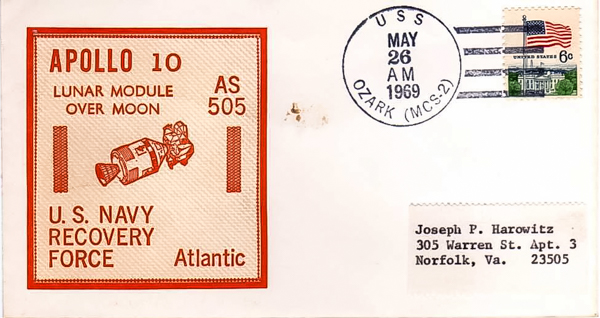 APOLLO 10
LUNAR MODULE
OVER MOON
AS
505
U.S. NAVY
RECOVERY
FORCE
Atlantic
USS
MAY
26
AM
1969
OZARK (MCS-2)
UNITED STATES
6c
Joseph P. Harowitz
305 Warren St. Apt. 3
Norfolk, Va. 23505